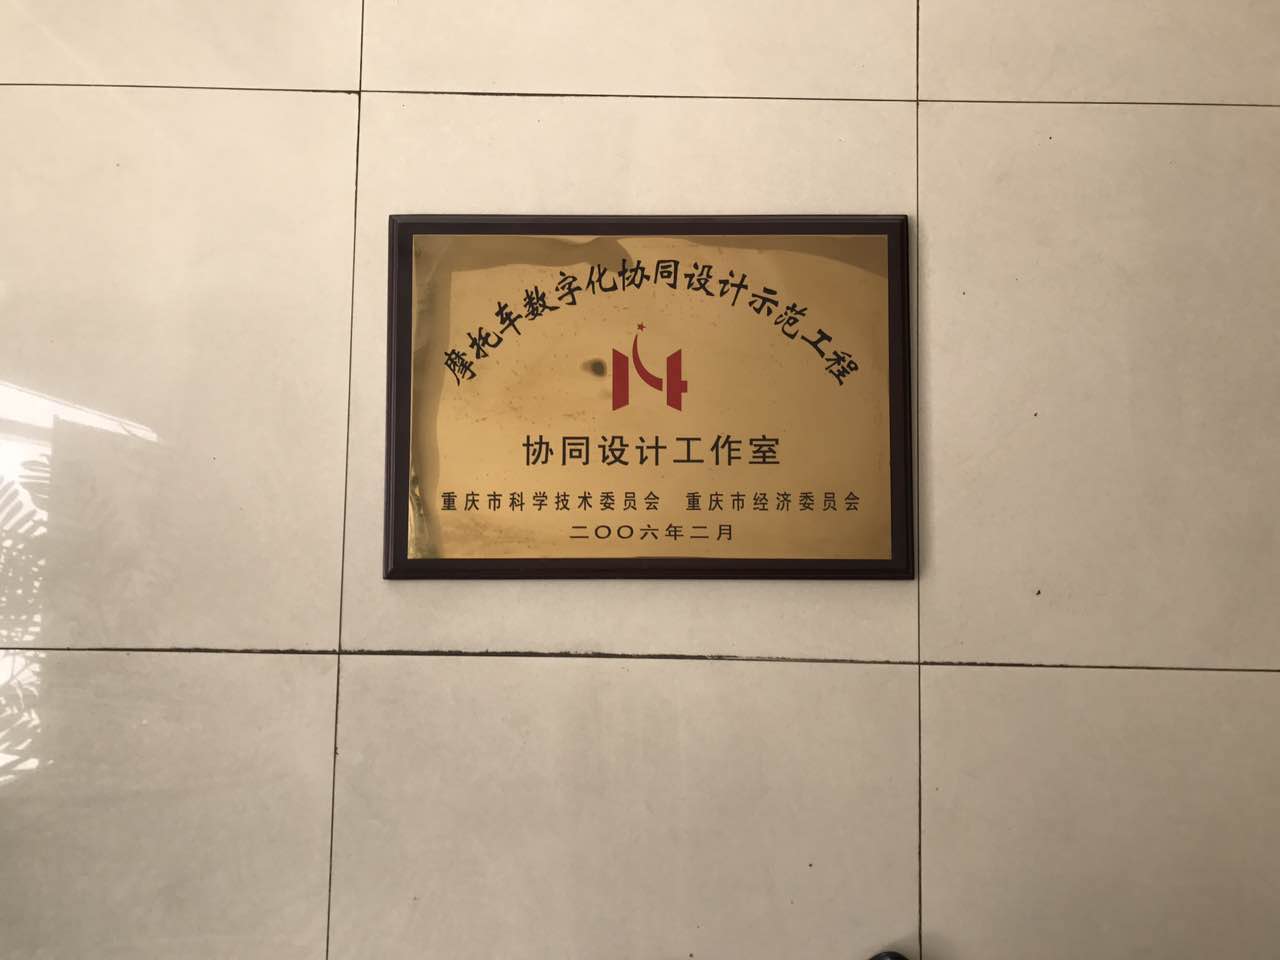 摩托车数字化协同设计示范工程
协同设计工作室
重庆市科学技术委员会 重庆市经济委员会
二〇〇六年二月